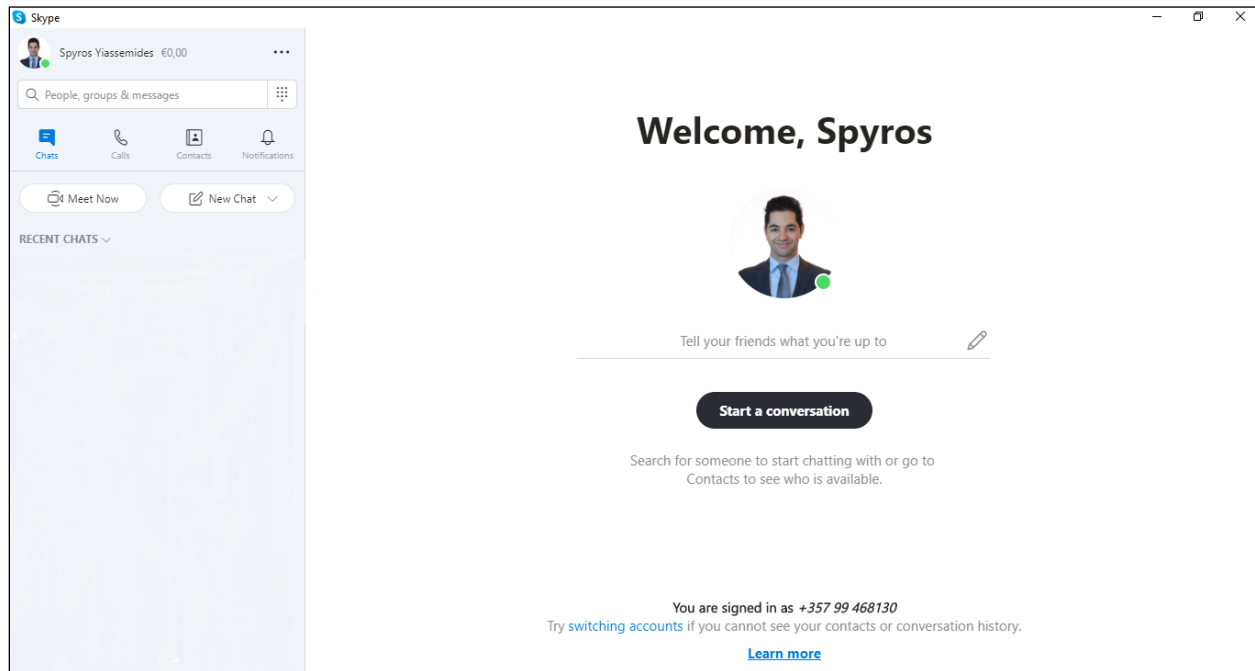 Skype
Spyros Yiassemides €0,00
People, groups & messages
Chats Calls Contacts Notifications
Meet Now New Chat
RECENT CHATS
Welcome, Spyros
Tell your friends what you're up to
Start a conversation
Search for someone to start chatting with or go to
Contacts to see who is available.
You are signed in as +357 99 468130
Try switching accounts if you cannot see your contacts or conversation history.
Learn more